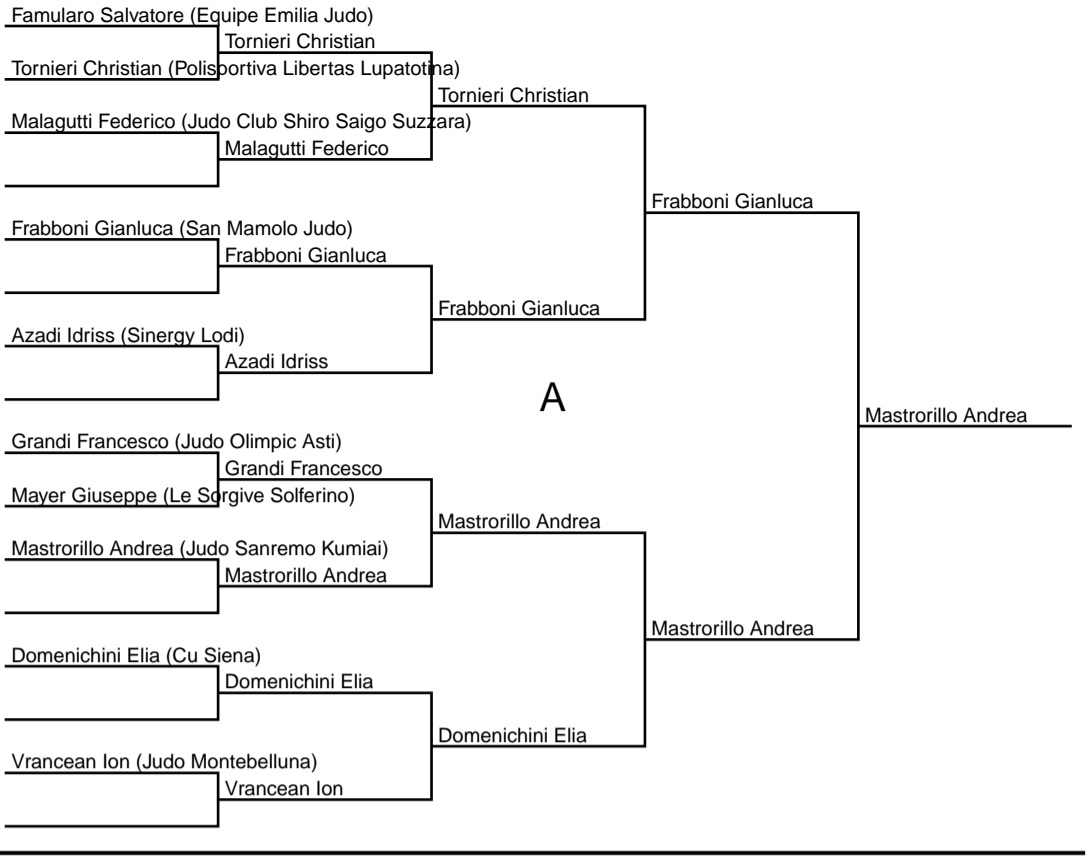 Famularo Salvatore (Equipe Emilia Judo)
Tornieri Christian
Tornieri Christian (Polisportiva Libertas Lupatotina)
Tornieri Christian
Malagutti Federico (Judo Club Shiro Saigo Suzzara)
Malagutti Federico
Frabboni Gianluca
Frabboni Gianluca (San Mamolo Judo)
Frabboni Gianluca
Frabboni Gianluca
Azadi Idriss (Sinergy Lodi)
Azadi Idriss
A
Mastrorillo Andrea
Grandi Francesco (Judo Olimpic Asti)
Grandi Francesco
Mayer Giuseppe (Le Sorgive Solferino)
Mastrorillo Andrea
Mastrorillo Andrea (Judo Sanremo Kumiai)
Mastrorillo Andrea
Mastrorillo Andrea
Domenichini Elia (Cu Siena)
Domenichini Elia
Domenichini Elia
Vrancean Ion (Judo Montebelluna)
Vrancean Ion